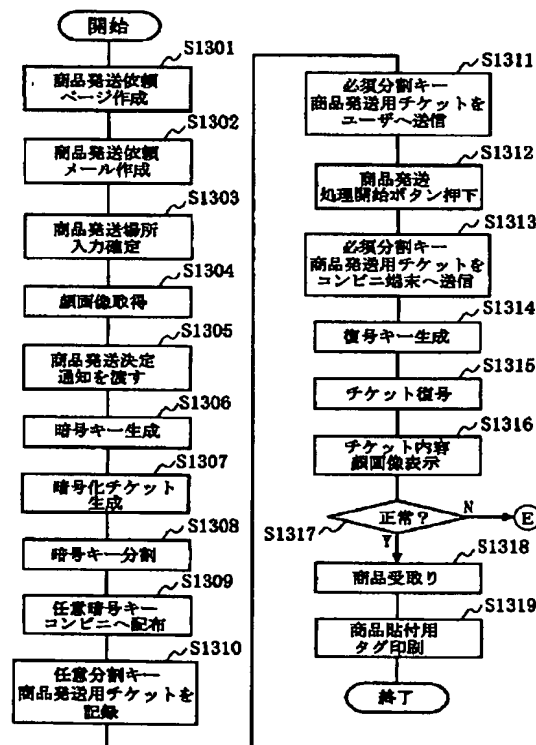 開始
S1301
商品発送依頼
ページ作成
S1302
商品発送依頼
メール作成
S1303
商品発送場所
入力確定
S1304
顔画像取得
S1305
商品発送決定
通知を渡す
S1306
暗号キー生成
S1307
暗号化チケット
生成
S1308
暗号キー分割
S1309
任意暗号キー
コンビニへ配布
S1310
任意分割キー
商品発送用チケットを
記録
S1311
必須分割キー
商品発送用チケットを
ユーザへ送信
S1312
商品発送
処理開始ボタン押下
S1313
必須分割キー
商品発送用チケットを
コンビニ端末へ送信
S1314
復号キー生成
S1315
チケット復号
S1316
チケット内容
顔画像表示
S1317
正常？
N
E
Y
S1318
商品受取り
S1319
商品貼付用
タグ印刷
終了